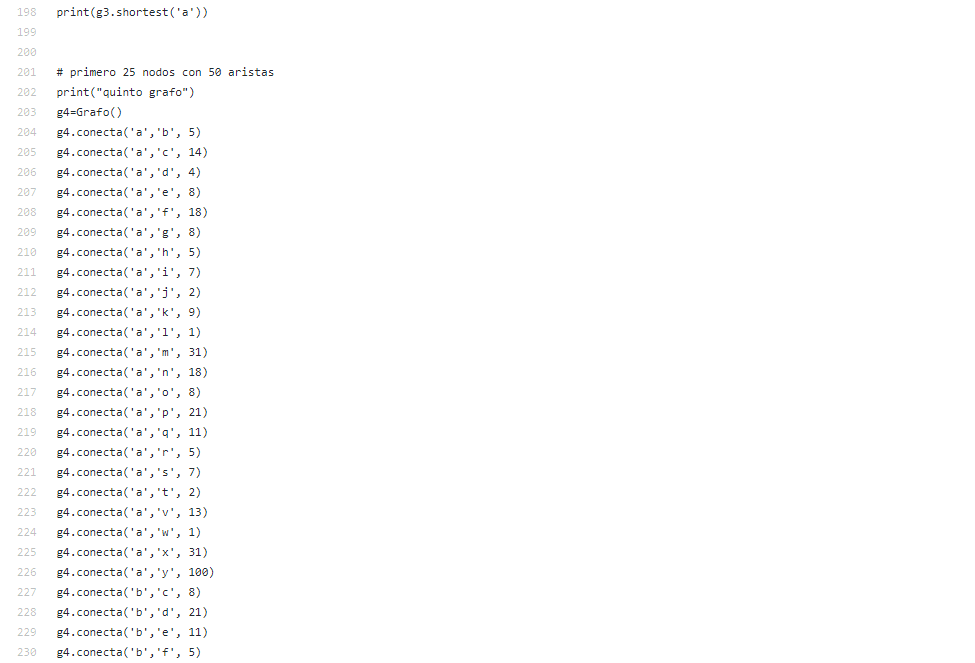 198 print(g3.shortest('a'))
199
200
201 # primero 25 nodos con 50 aristas
202 print("quinto grafo")
203 g4=Grafo()
204 g4.conecta('a','b', 5)
205 g4.conecta('a','c', 14)
206 g4.conecta('a','d', 4)
207 g4.conecta('a','e', 8)
208 g4.conecta('a','f', 18)
209 g4.conecta('a','g', 8)
210 g4.conecta('a','h', 5)
211 g4.conecta('a','i', 7)
212 g4.conecta('a','j', 2)
213 g4.conecta('a','k', 9)
214 g4.conecta('a','l', 1)
215 g4.conecta('a','m', 31)
216 g4.conecta('a','n', 18)
217 g4.conecta('a','o', 8)
218 g4.conecta('a','p', 21)
219 g4.conecta('a','q', 11)
220 g4.conecta('a','r', 5)
221 g4.conecta('a','s', 7)
222 g4.conecta('a','t', 2)
223 g4.conecta('a','v', 13)
224 g4.conecta('a','w', 1)
225 g4.conecta('a','x', 31)
226 g4.conecta('a','y', 100)
227 g4.conecta('b','c', 8)
228 g4.conecta('b','d', 21)
229 g4.conecta('b','e', 11)
230 g4.conecta('b','f', 5)